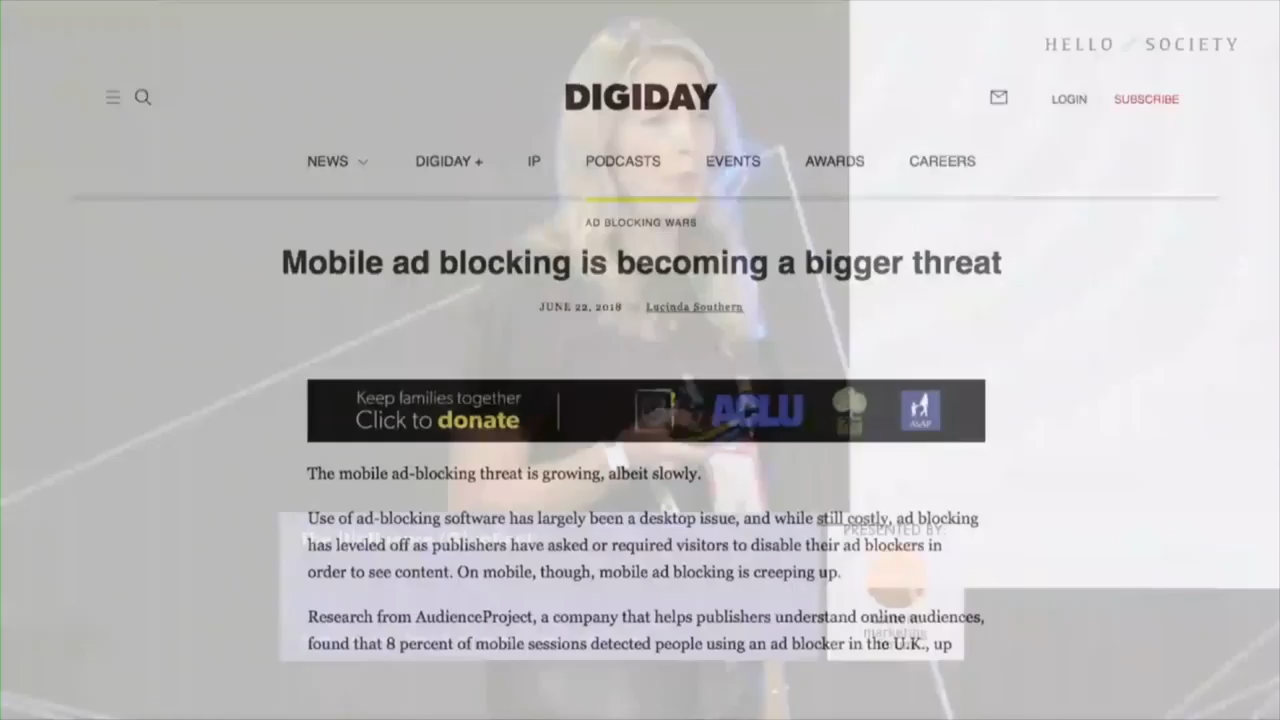 HELLO SOCIETY
DIGIDAY
LOGIN
SUBSCRIBE
NEWS
DIGIDAY +
IP
PODCASTS
EVENTS
AWARDS
CAREERS
AD BLOCKING WARS
Mobile ad blocking is becoming a bigger threat
JUNE 22, 2018
Lucinda Southern
Keep families together
Click to donate
ACLU
The mobile ad-blocking threat is growing, albeit slowly.
Use of ad-blocking software has largely been a desktop issue, and while still costly, ad blocking
has leveled off as publishers have asked or required visitors to disable their ad blockers in
order to see content. On mobile, though, mobile ad blocking is creeping up.
PRESENTED BY:
Research from AudienceProject, a company that helps publishers understand online audiences,
found that 8 percent of mobile sessions detected people using an ad blocker in the U.K., up
marketing